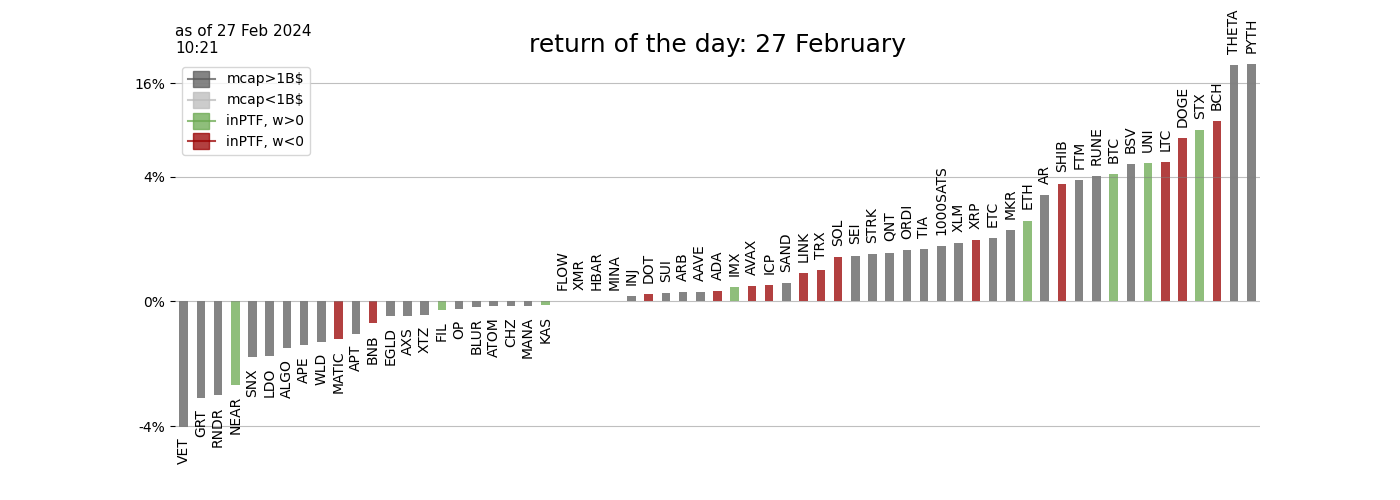 as of 27 Feb 2024
10:21
return of the day: 27 February
mcap>1B$
mcap<1B$
inPTF, w>0
inPTF, w<0
16%
4%
0%
-4%
VET
GRT
RNDR
NEAR
SNX
LDO
ALGO
APE
WLD
MATIC
APT
BNB
EGLD
AXS
XTZ
FIL
OP
BLUR
ATOM
CHZ
MANA
KAS
FLOW
XMR
HBAR
MINA
INJ
DOT
SUI
ARB
AAVE
ADA
IMX
AVAX
ICP
SAND
LINK
TRX
SOL
SEI
STRK
QNT
ORDI
TIA
1000SATS
XLM
XRP
ETC
MKR
ETH
AR
SHIB
FTM
RUNE
BTC
BSV
UNI
LTC
DOGE
STX
BCH
THETA
PYTH